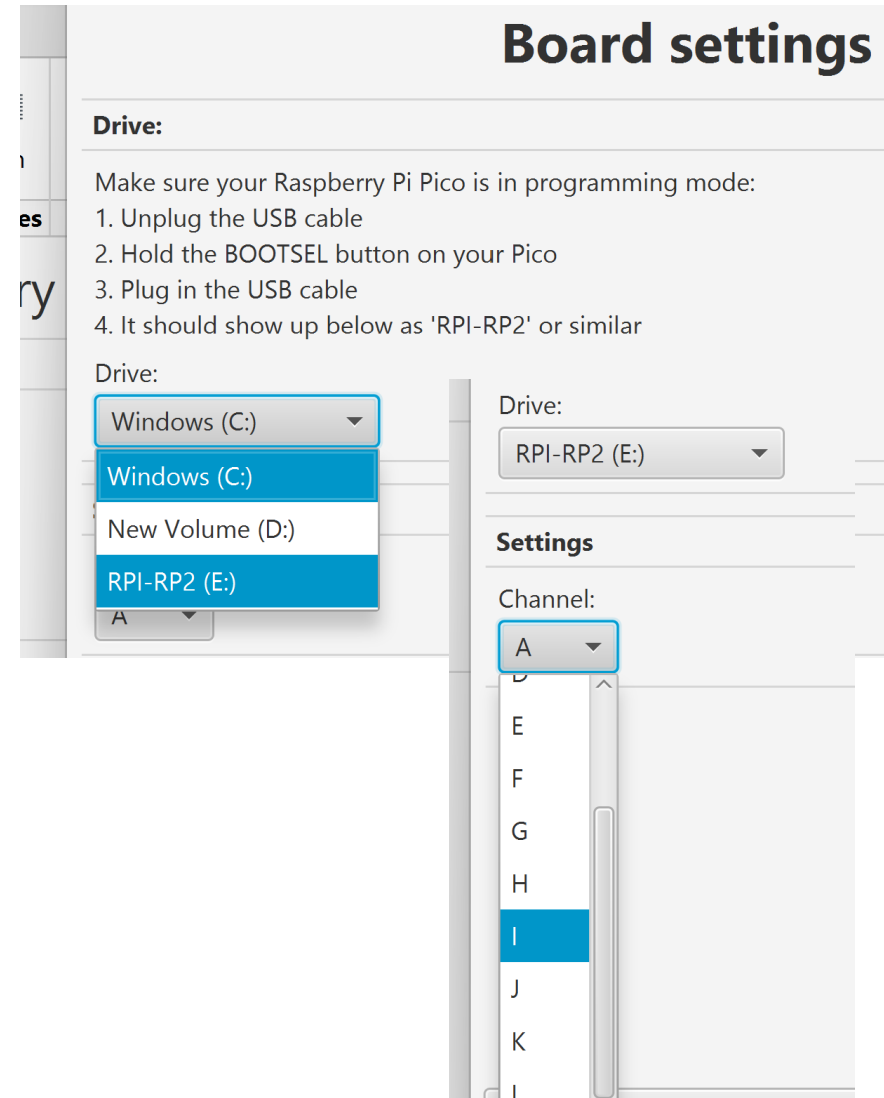 Board settings
Drive:
Make sure your Raspberry Pi Pico is in programming mode:
1. Unplug the USB cable
2. Hold the BOOTSEL button on your Pico
3. Plug in the USB cable
4. It should show up below as 'RPI-RP2' or similar
es
ry
Drive:
Windows (C:)
Windows (C:)
New Volume (D:)
RPI-RP2 (E:)
A
Drive:
RPI-RP2 (E:)
Settings
Channel:
A
D
E
F
G
H
I
J
K